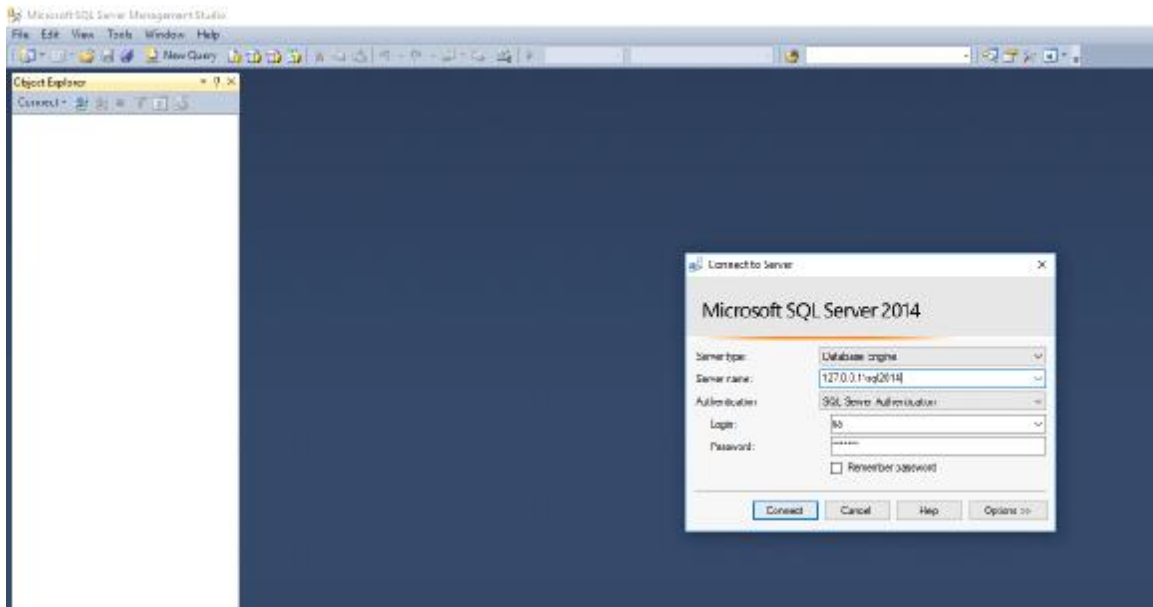 Microsoft SQL Server Management Studio
File Edit View Tools Window Help
New Query
Object Explorer
Connect
Connect to Server
Microsoft SQL Server 2014
Server type: Database Engine
Server name: 127.0.0.1\sql2014
Authentication: SQL Server Authentication
Login: sa
Password: *******
Remember password
Connect Cancel Help Options >>